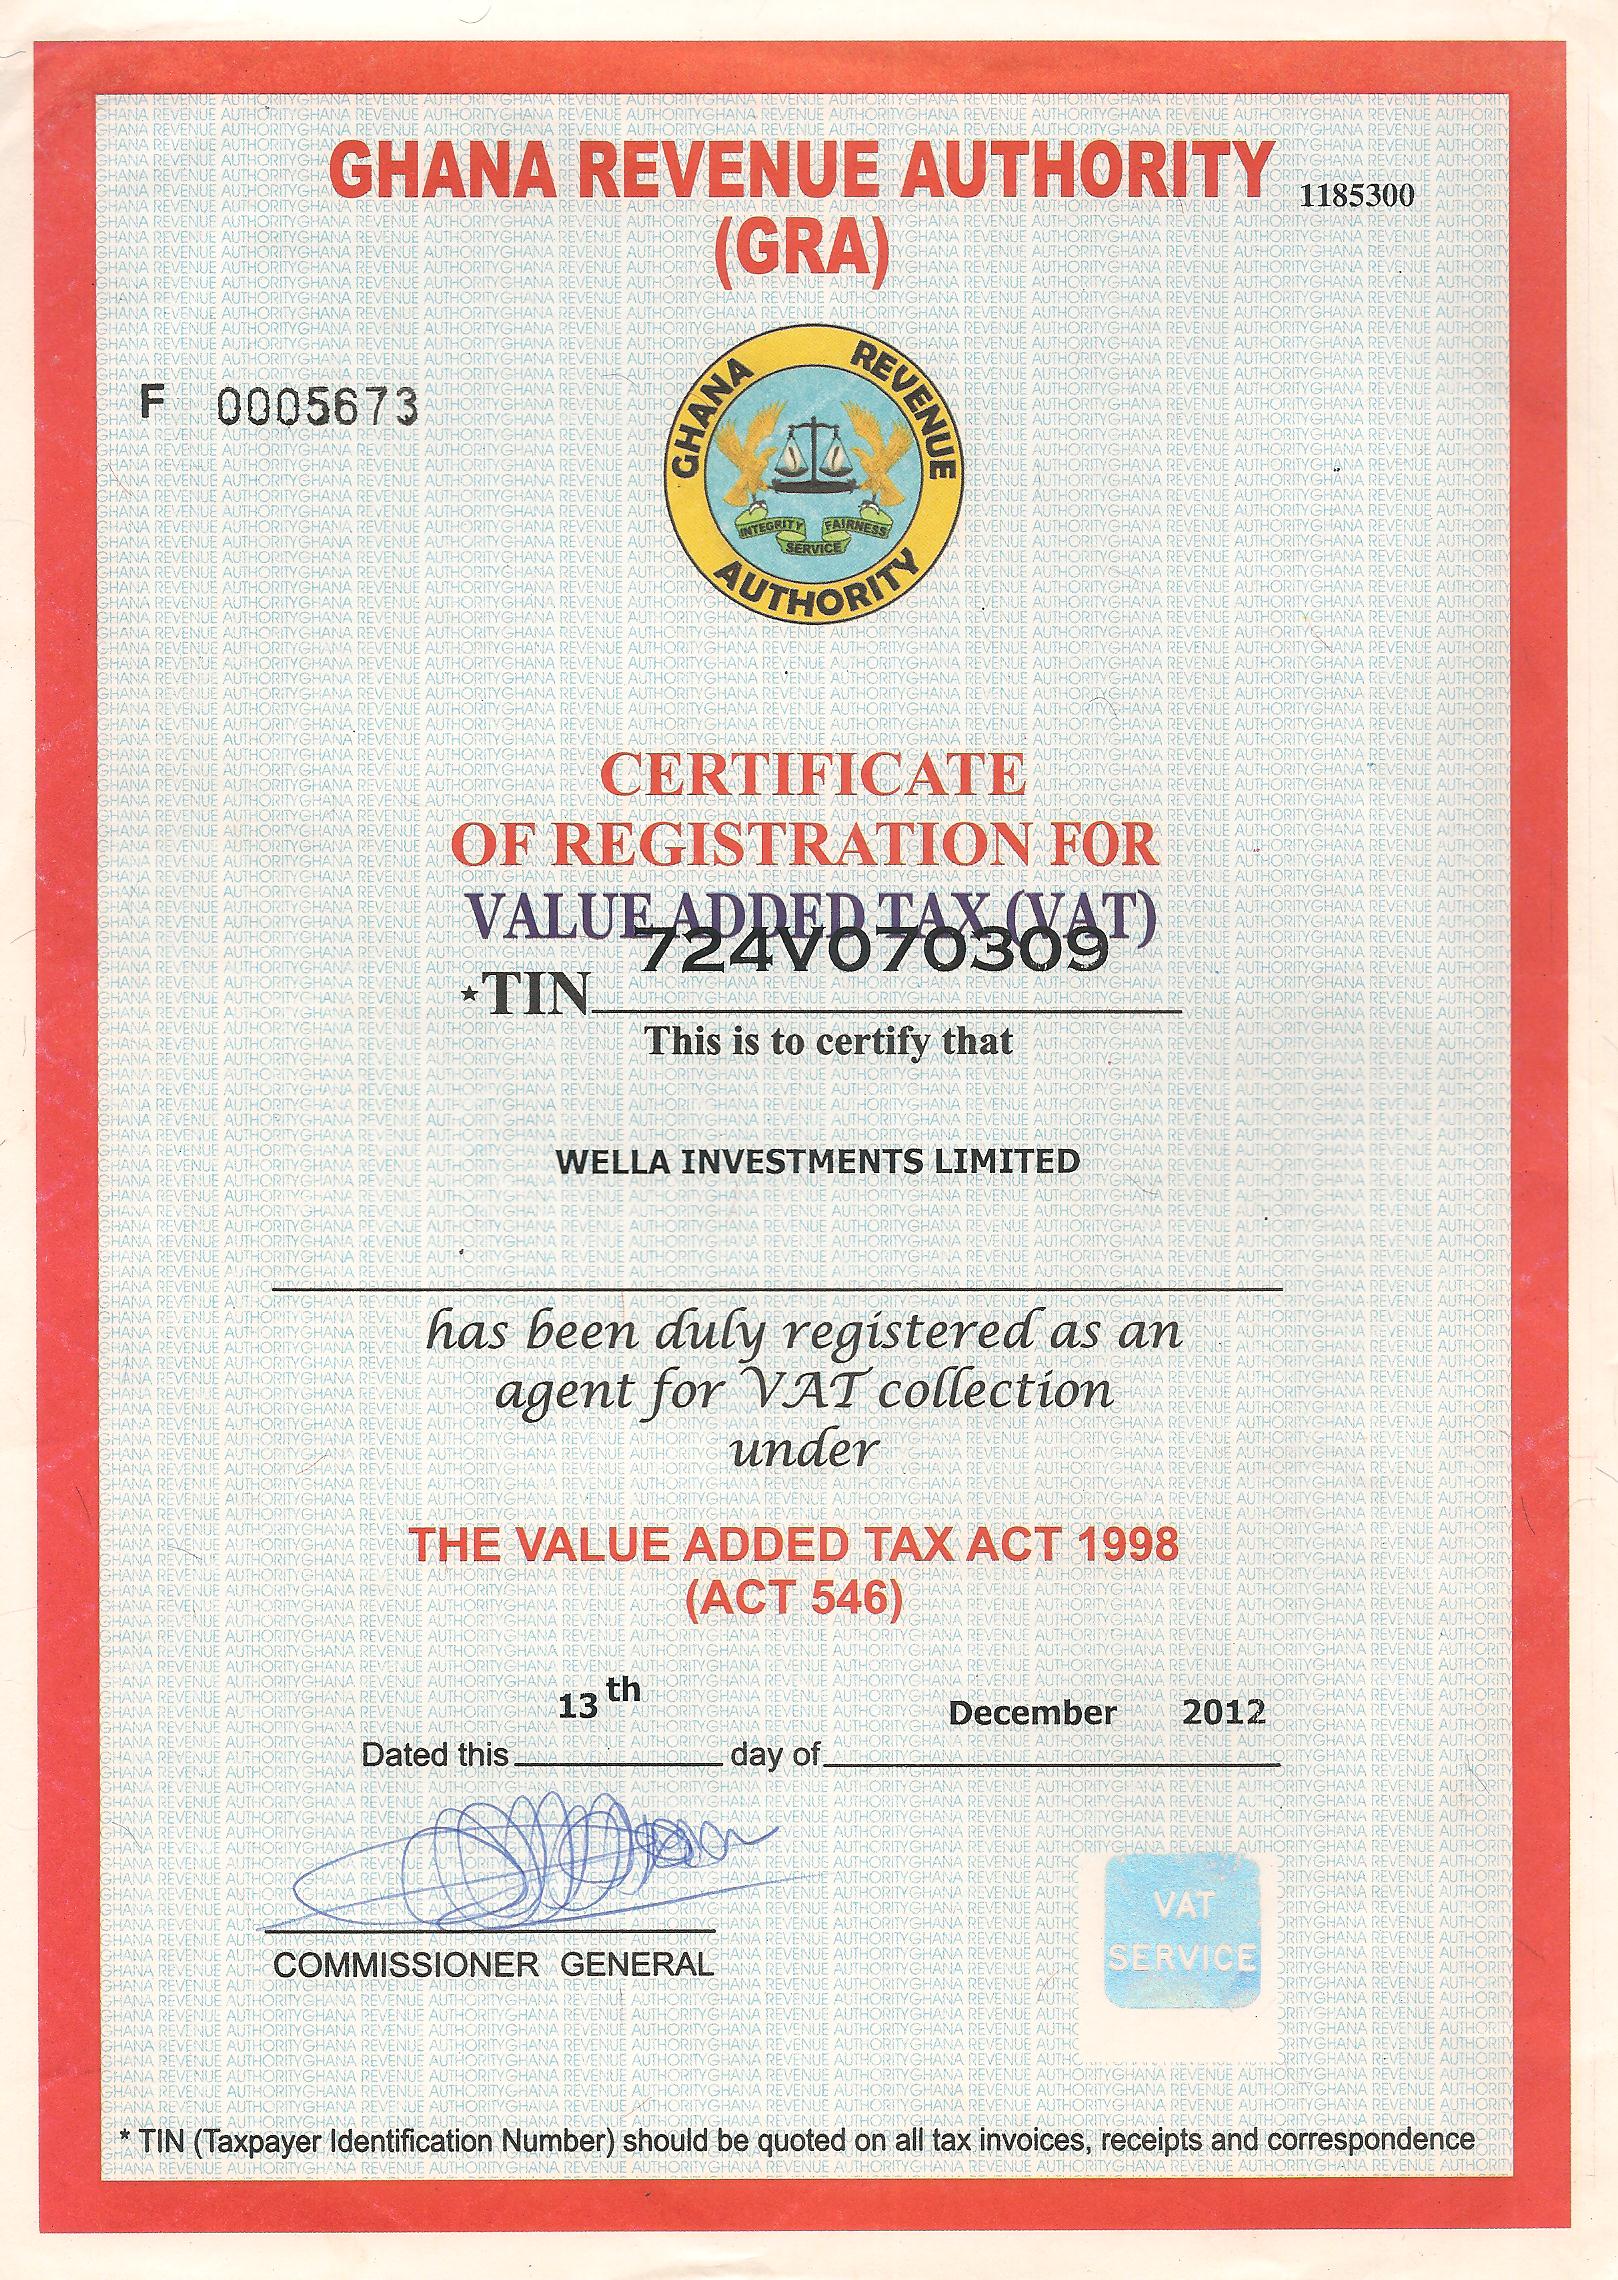 GHANA REVENUE AUTHORITY
1185300
(GRA)
F 0005673
GHANA REVENUE AUTHORITY
INTEGRITY FAIRNESS
SERVICE
CERTIFICATE
OF REGISTRATION FOR
VALUE ADDED TAX (VAT)
724V070309
*TIN
This is to certify that
WELLA INVESTMENTS LIMITED
has been duly registered as an
agent for VAT collection
under
THE VALUE ADDED TAX ACT 1998
(ACT 546)
13th December 2012
Dated this day of
COMMISSIONER GENERAL
VAT
SERVICE
* TIN (Taxpayer Identification Number) should be quoted on all tax invoices, receipts and correspondence